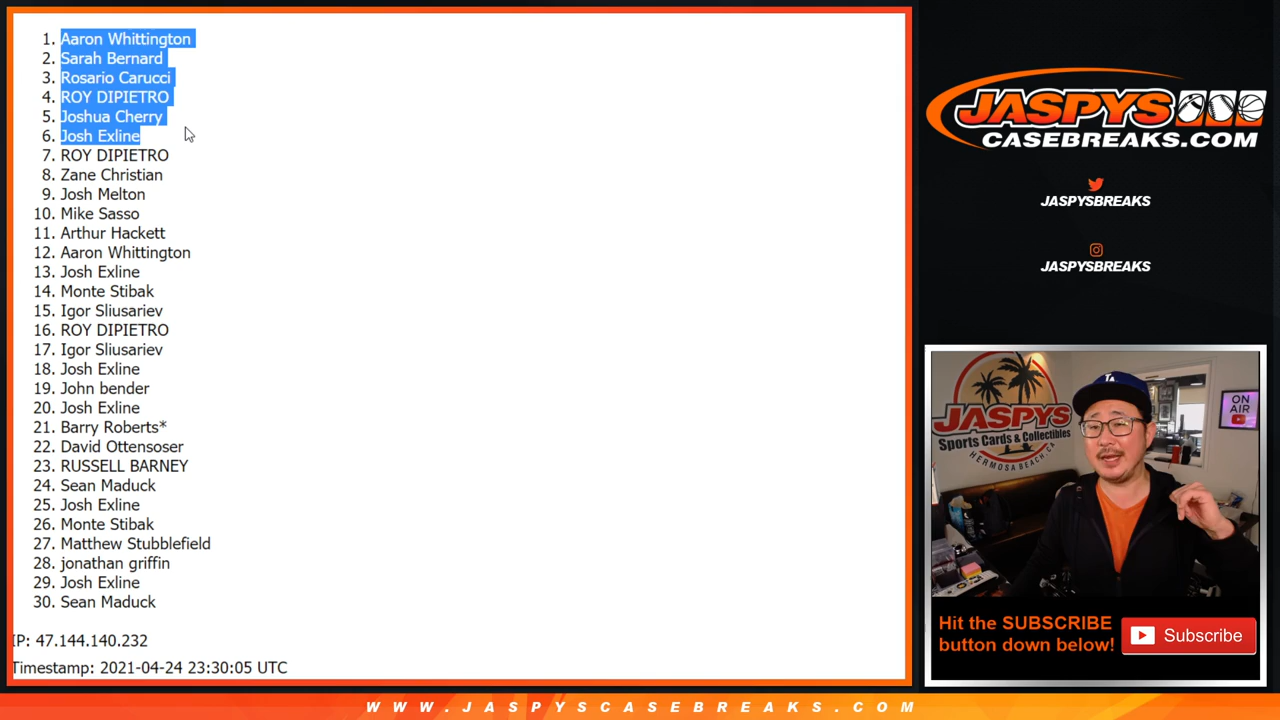 1. Aaron Whittington
2. Sarah Bernard
3. Rosario Carucci
4. ROY DIPIETRO
5. Joshua Cherry
6. Josh Exline
7. ROY DIPIETRO
8. Zane Christian
9. Josh Melton
10. Mike Sasso
11. Arthur Hackett
12. Aaron Whittington
13. Josh Exline
14. Monte Stibak
15. Igor Sliusariev
16. ROY DIPIETRO
17. Igor Sliusariev
18. Josh Exline
19. John bender
20. Josh Exline
21. Barry Roberts*
22. David Ottensoser
23. RUSSELL BARNEY
24. Sean Maduck
25. Josh Exline
26. Monte Stibak
27. Matthew Stubblefield
28. jonathan griffin
29. Josh Exline
30. Sean Maduck
IP: 47.144.140.232
Timestamp: 2021-04-24 23:30:05 UTC
JASPYS
CASEBREAKS.COM
JASPYSBREAKS
JASPYSBREAKS
JASPYS
Sports Cards & Collectibles
HERMOSA BEACH, CA
ON
AIR
Hit the SUBSCRIBE
button down below!
Subscribe
WWW.JASPYSCASEBREAKS.COM